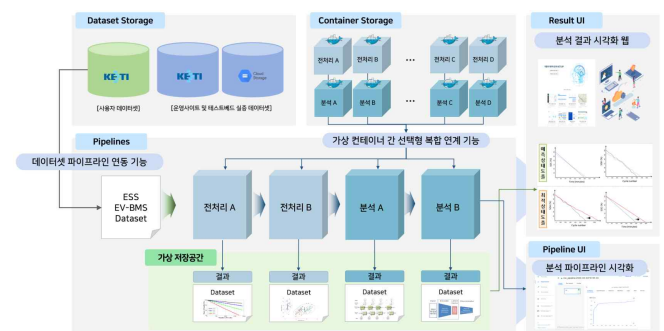 Dataset Storage
KETI
KETI
Cloud Storage
[사용자 데이터셋]
[운영사이트 및 테스트베드 실증 데이터셋]
Container Storage
전처리 A
전처리 B
...
전처리 C
전처리 D
분석 A
분석 B
...
분석 C
분석 D
Result UI
분석 결과 시각화 웹
Pipelines
데이터셋 파이프라인 연동 기능
가상 컨테이너 간 선택형 복합 연계 기능
ESS
EV-BMS
Dataset
전처리 A
전처리 B
분석 A
분석 B
가상 저장공간
결과
결과
결과
결과
Dataset
Dataset
Dataset
Dataset
Pipeline UI
분석 파이프라인 시각화